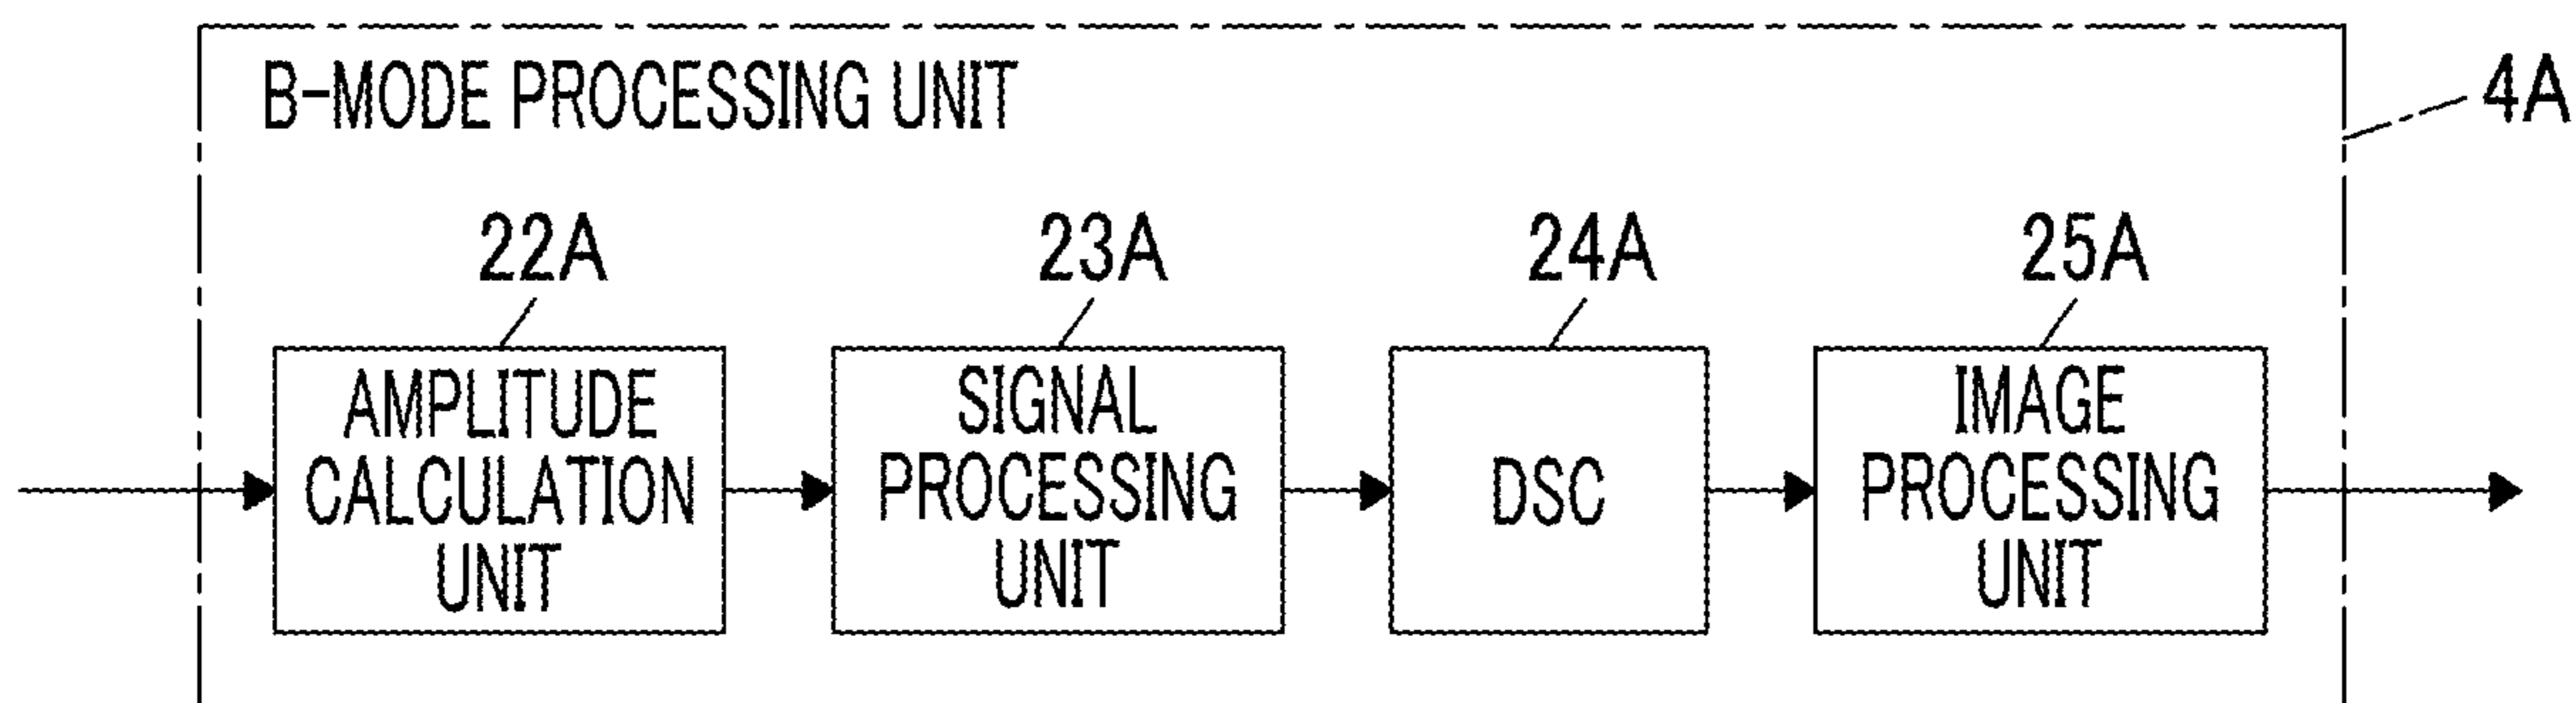 B-MODE PROCESSING UNIT
4A
22A
23A
24A
25A
AMPLITUDE
CALCULATION
UNIT
SIGNAL
PROCESSING
UNIT
DSC
IMAGE
PROCESSING
UNIT